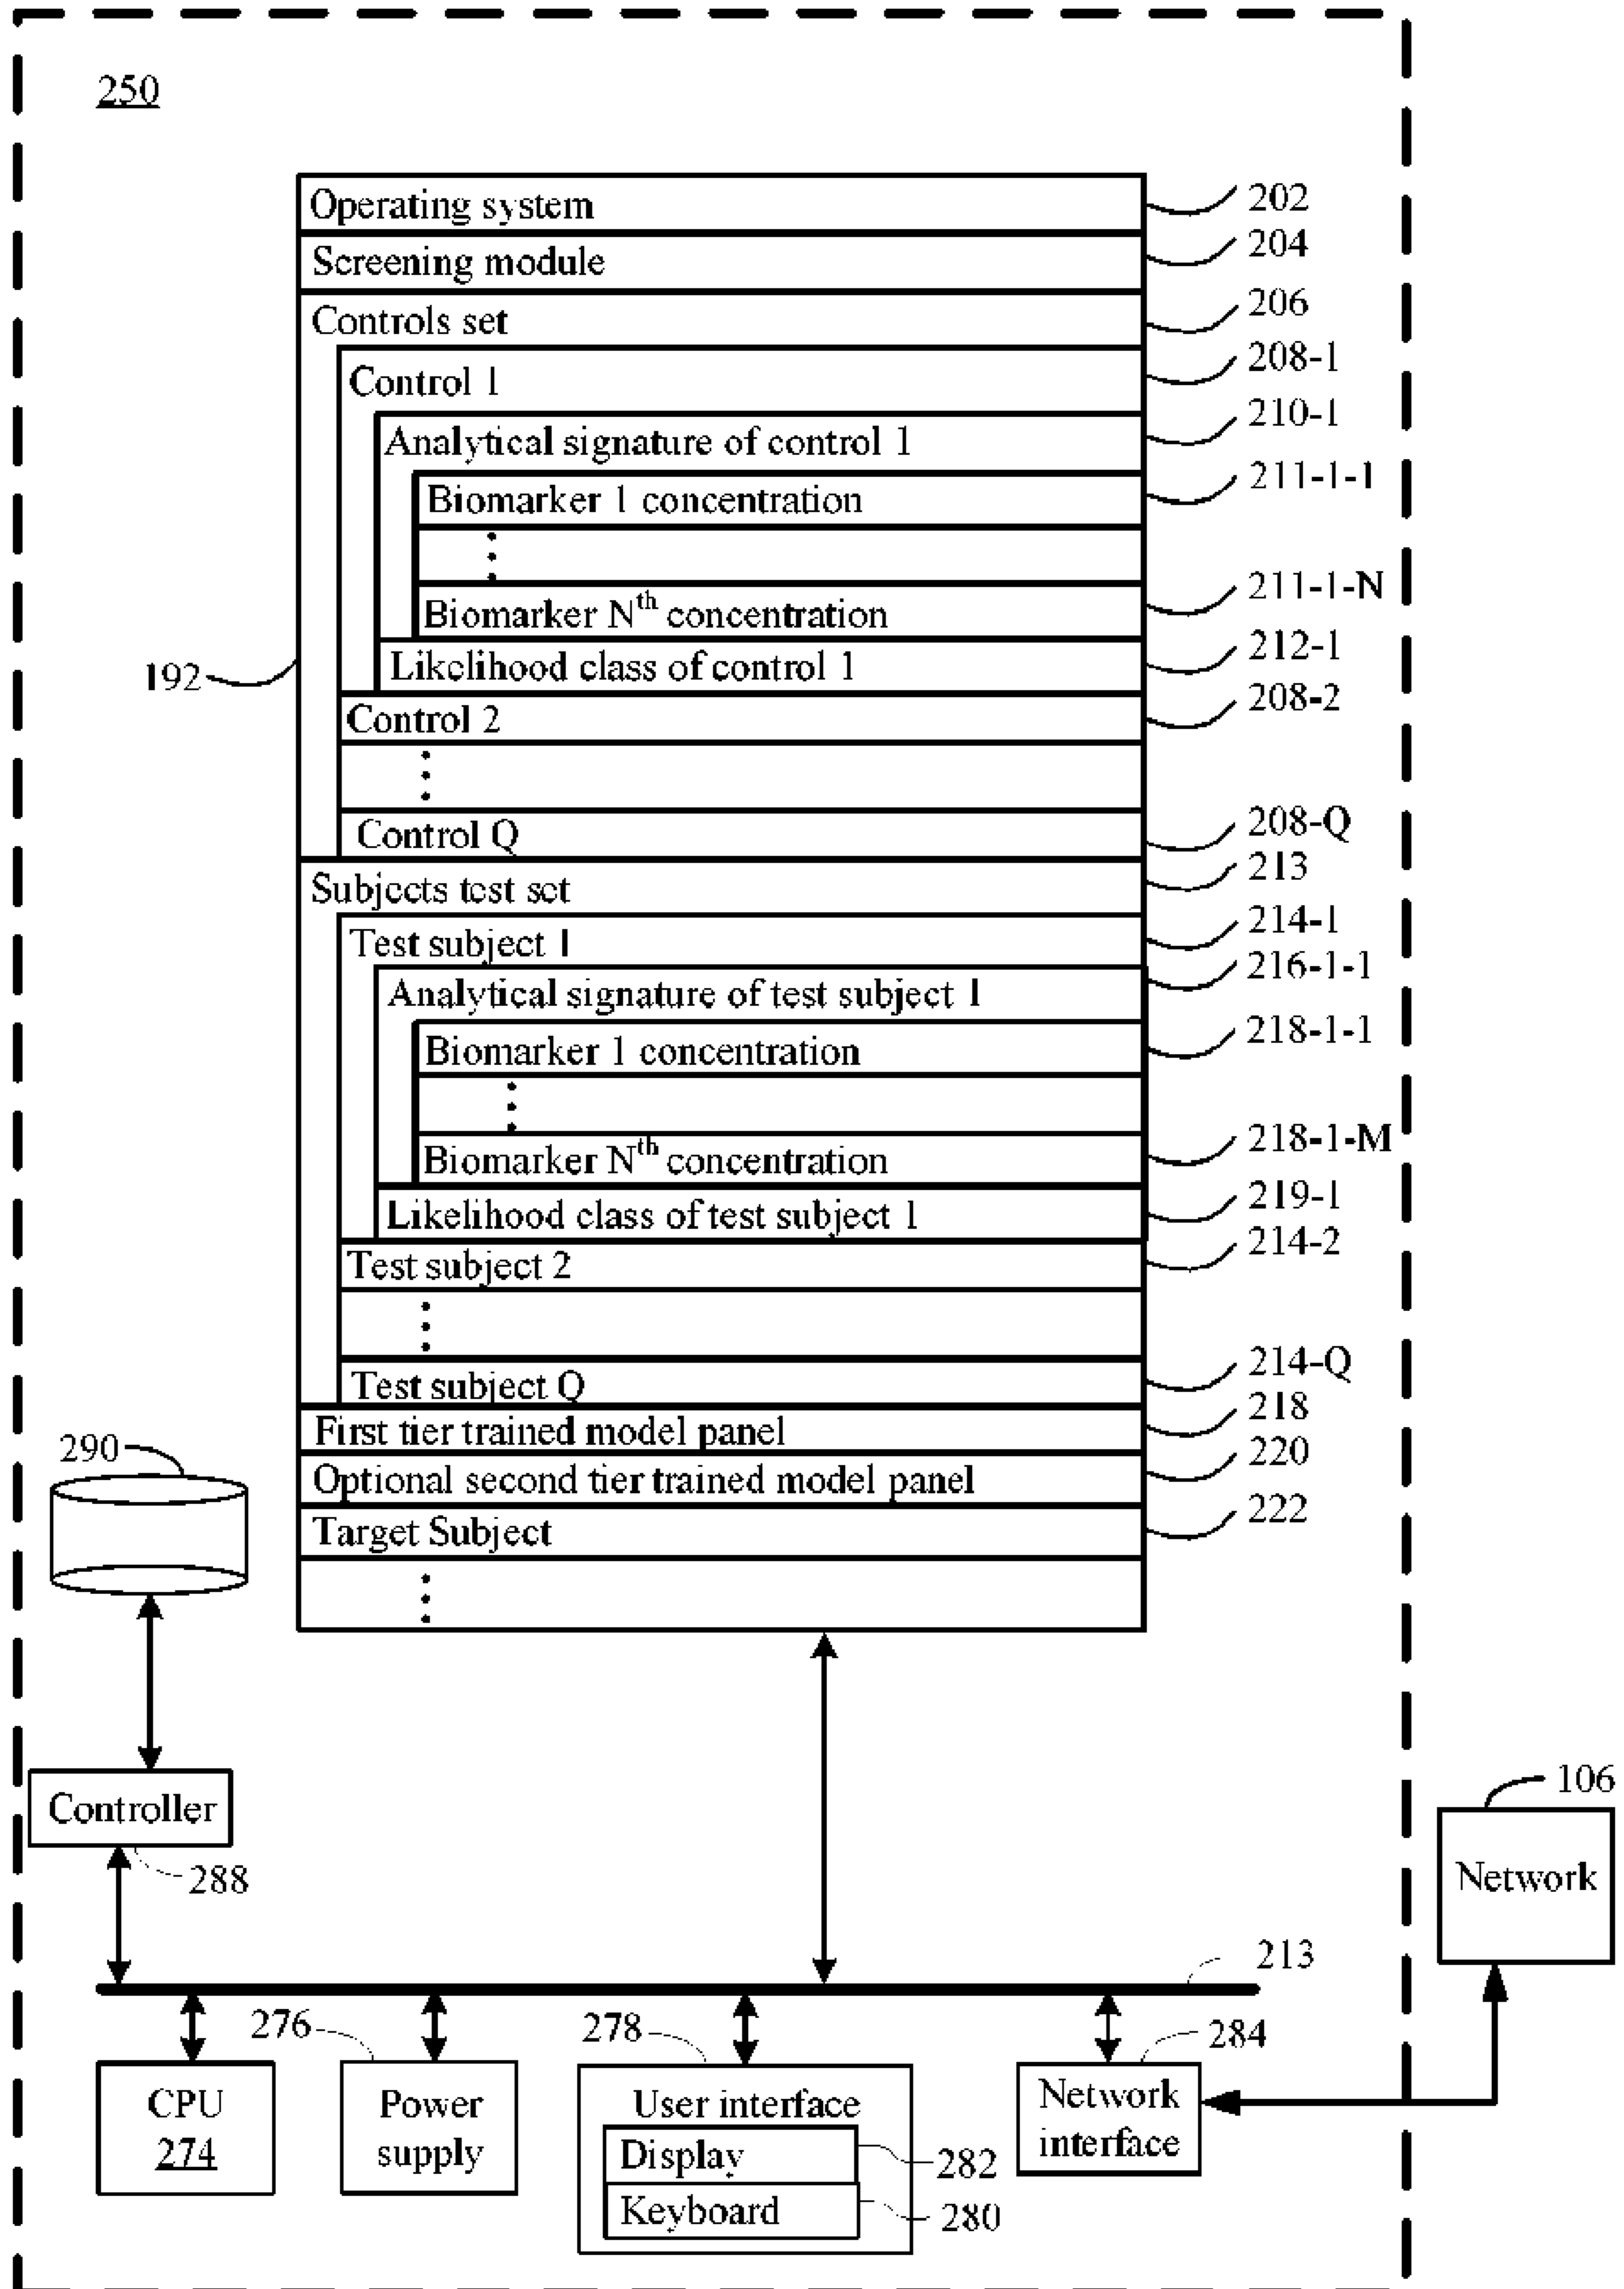 250
Operating system 202
Screening module 204
Controls set 206
Control 1 208-1
Analytical signature of control 1 210-1
Biomarker 1 concentration 211-1-1
Biomarker Nth concentration 211-1-N
Likelihood class of control 1 212-1
192
Control 2 208-2
Control Q 208-Q
Subjects test set 213
Test subject 1 214-1
Analytical signature of test subject 1 216-1-1
Biomarker 1 concentration 218-1-1
Biomarker Nth concentration 218-1-M
Likelihood class of test subject 1 219-1
Test subject 2 214-2
Test subject Q 214-Q
First tier trained model panel 218
290
Optional second tier trained model panel 220
Target Subject 222
Controller
288
106
Network
213
276
278
284
CPU
274
Power
supply
User interface
Display
282
Keyboard
280
Network
interface